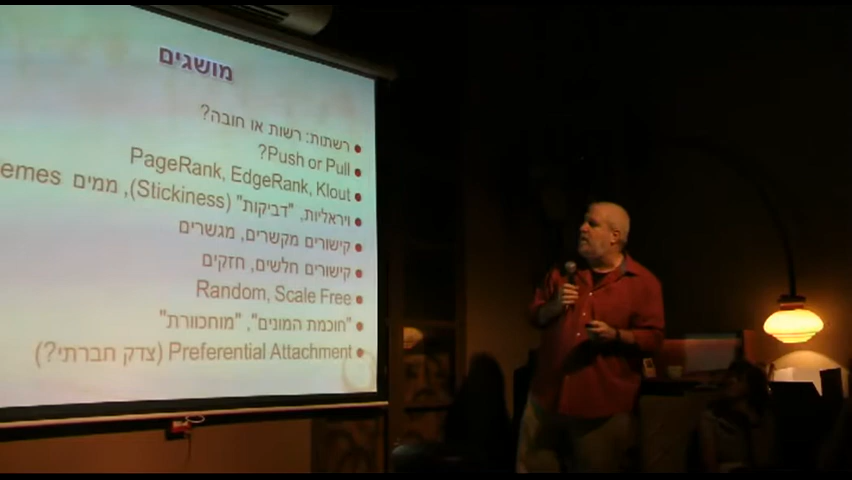 מושגים
רשתות: רשות או חובה?
Push or Pull?
PageRank, EdgeRank, Klout
ויראליות, "דביקות" (Stickiness), ממים emes
קישורים מקשרים, מגשרים
קישורים חלשים, חזקים
Random, Scale Free
"חוכמת המונים", "מוחכוורת"
Preferential Attachment (צדק חברתי?)